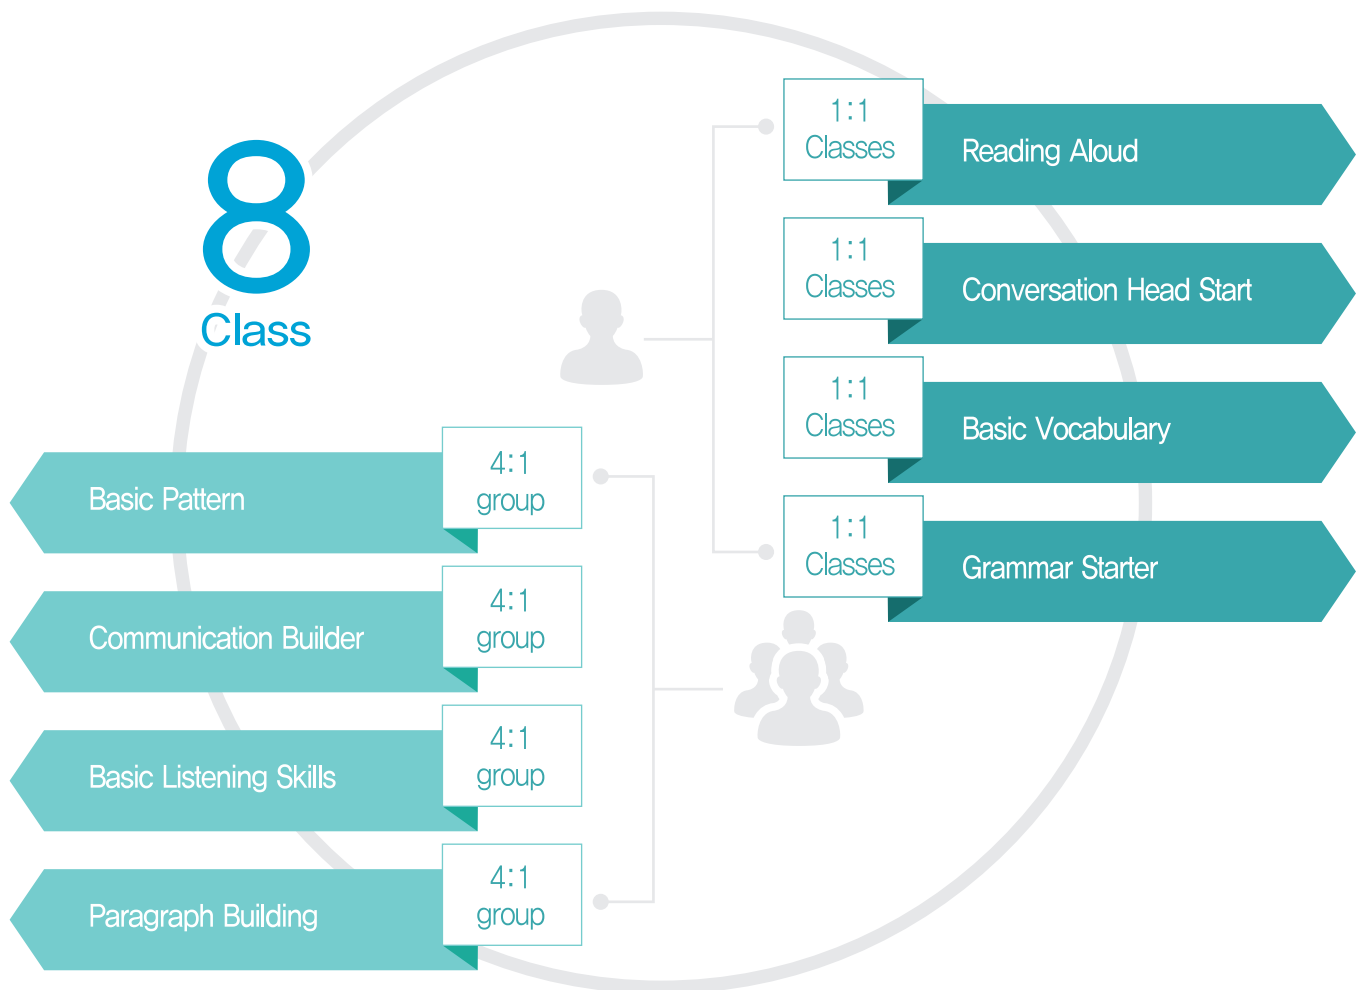 8
Class
1:1
Classes
Reading Aloud
1:1
Classes
Conversation Head Start
1:1
Classes
Basic Vocabulary
1:1
Classes
Grammar Starter
Basic Pattern
4:1
group
Communication Builder
4:1
group
Basic Listening Skills
4:1
group
Paragraph Building
4:1
group